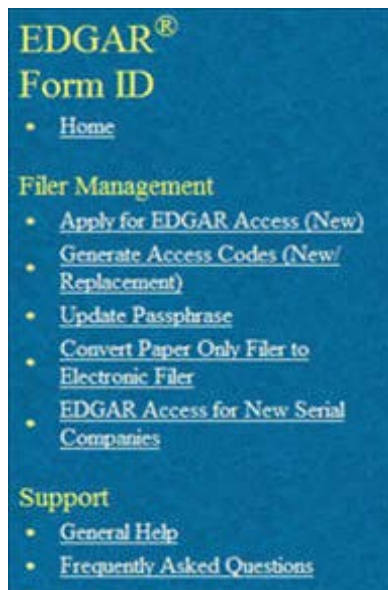 EDGAR®
Form ID
• Home
Filer Management
• Apply for EDGAR Access (New)
• Generate Access Codes (New/
Replacement)
• Update Passphrase
• Convert Paper Only Filer to
Electronic Filer
• EDGAR Access for New Serial
Companies
Support
• General Help
• Frequently Asked Questions